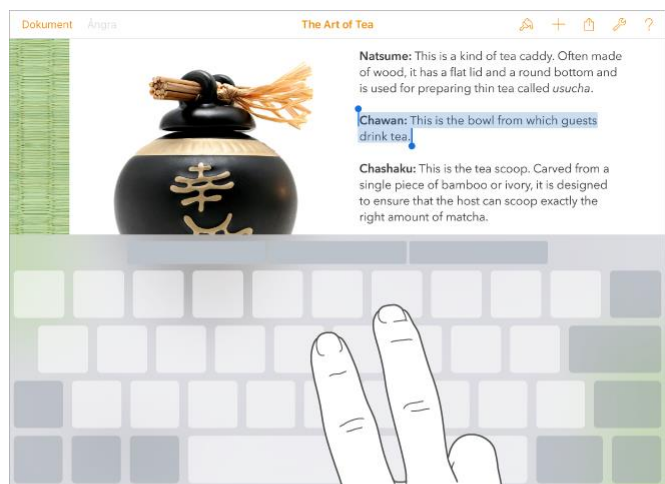 Dokument Ångra The Art of Tea ?
Natsume: This is a kind of tea caddy. Often made
of wood, it has a flat lid and a round bottom and
is used for preparing thin tea called usucha.
Chawan: This is the bowl from which guests
drink tea.
Chashaku: This is the tea scoop. Carved from a
single piece of bamboo or ivory, it is designed
to ensure that the host can scoop exactly the
right amount of matcha.